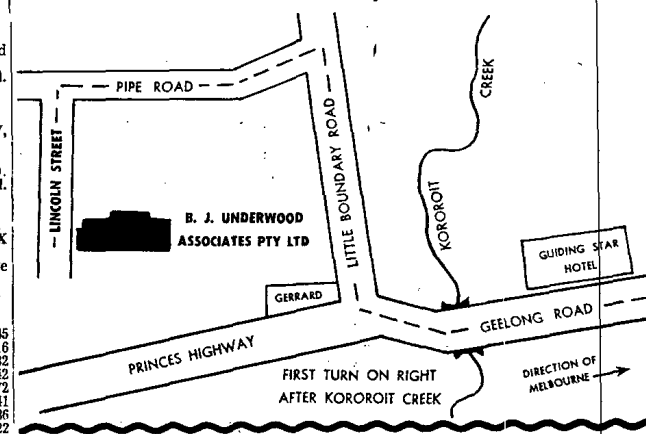 PIPE ROAD
LINCOLN STREET
B. J. UNDERWOOD
ASSOCIATES PTY LTD
LITTLE BOUNDARY ROAD
KOROROIT
CREEK
GUIDING STAR
HOTEL
GERRARD
GEELONG ROAD
PRINCES HIGHWAY
FIRST TURN ON RIGHT
AFTER KOROROIT CREEK
DIRECTION OF
MELBOURNE